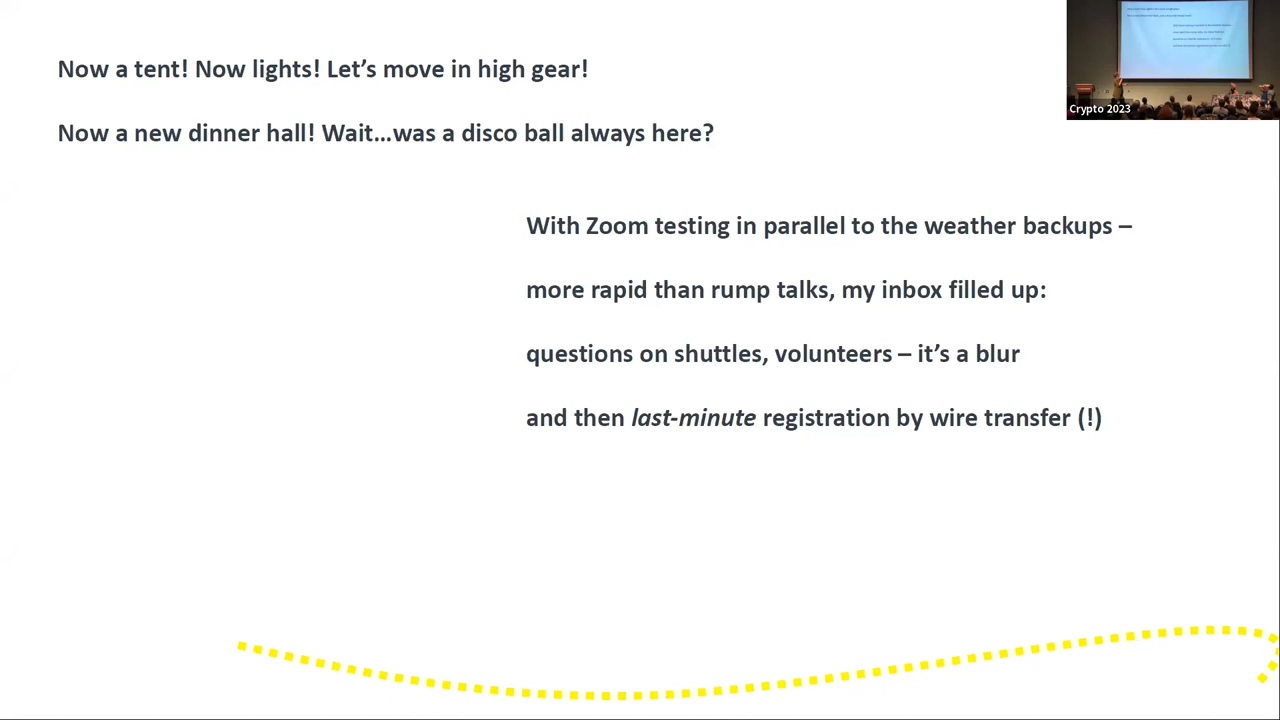 Now a tent! Now lights! Let’s move in high gear!
Now a new dinner hall! Wait…was a disco ball always here?
With Zoom testing in parallel to the weather backups –
more rapid than rump talks, my inbox filled up:
questions on shuttles, volunteers – it’s a blur
and then last-minute registration by wire transfer (!)
Crypto 2023